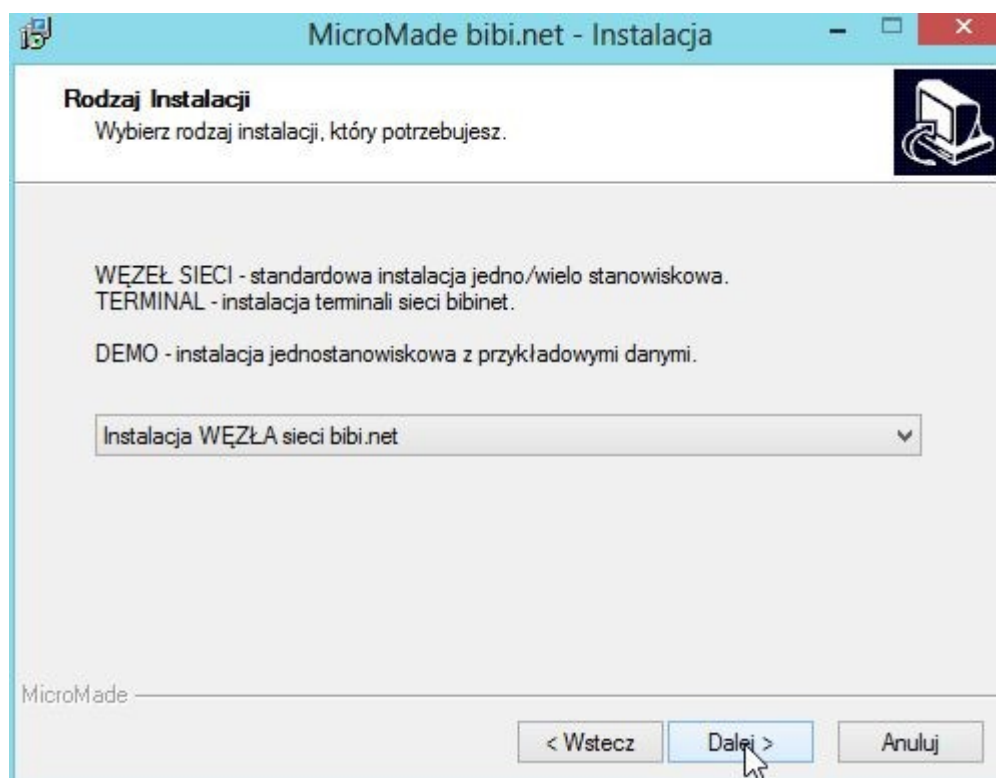 MicroMade bibi.net - Instalacja
Rodzaj Instalacji
Wybierz rodzaj instalacji, który potrzebujesz.
WĘZEŁ SIECI - standardowa instalacja jedno/wielo stanowiskowa.
TERMINAL - instalacja terminali sieci bibinet.
DEMO - instalacja jednostanowiskowa z przykładowymi danymi.
Instalacja WĘZŁA sieci bibi.net
MicroMade
< Wstecz Dalej > Anuluj